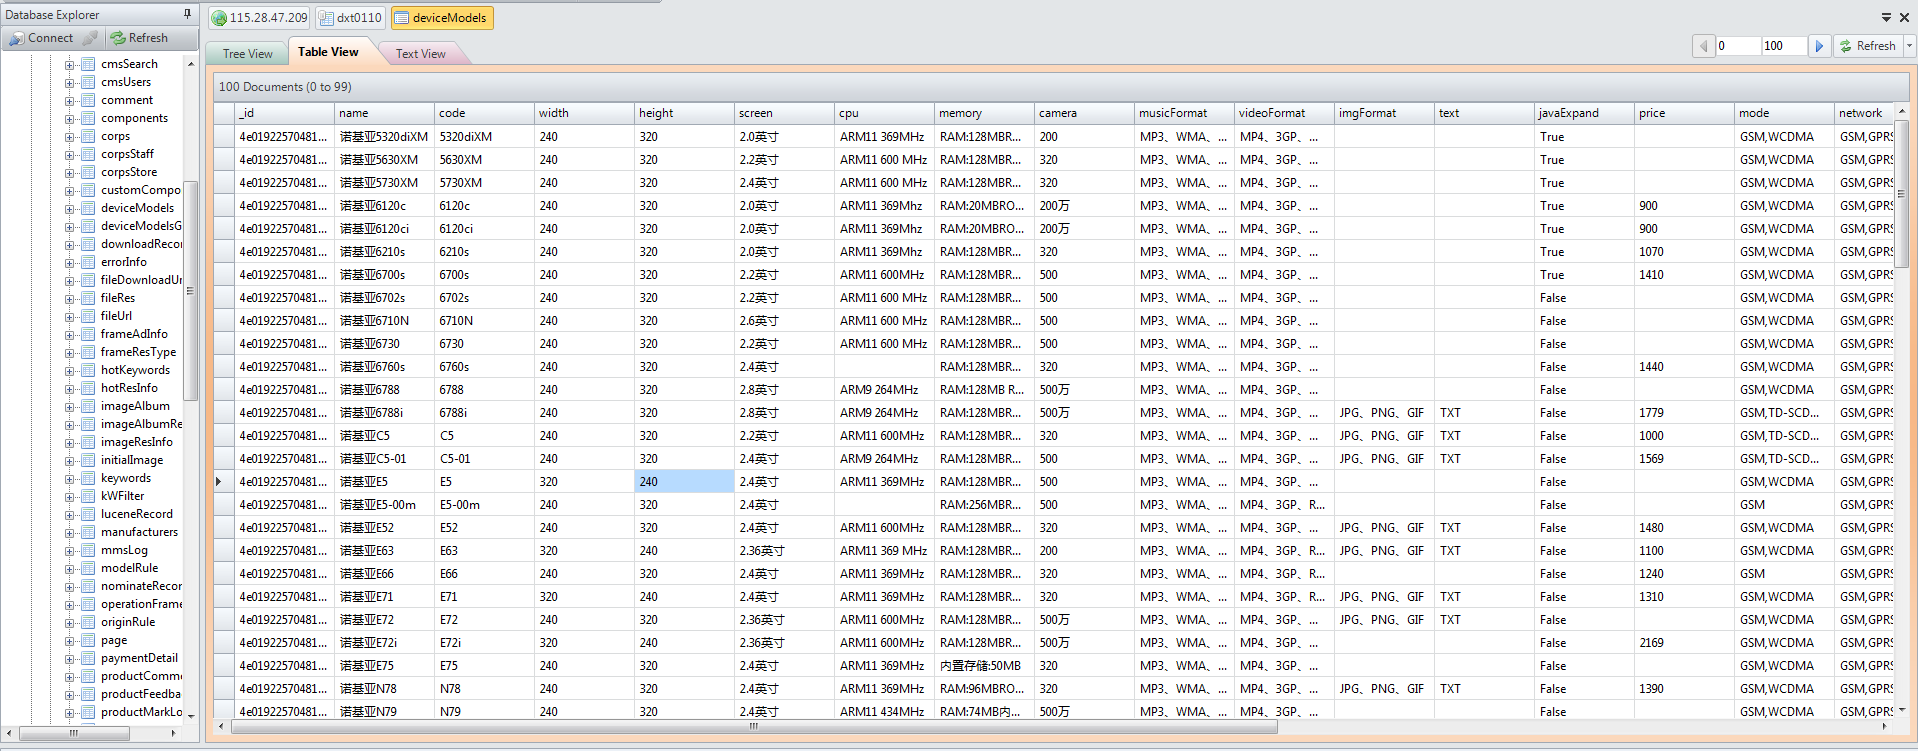 Database Explorer
Connect Refresh
cmsSearch
cmsUsers
comment
components
corps
corpsStaff
corpsStore
customCompo
deviceModels
deviceModelsG
downloadRecor
errorInfo
fileDownloadUr
fileRes
fileUrl
frameAdInfo
frameResType
hotKeywords
hotResInfo
imageAlbum
imageAlbumRe
imageResInfo
initialImage
keywords
kWFilter
luceneRecord
manufacturers
mmsLog
modelRule
nominateRecor
operationFrame
originRule
page
paymentDetail
productComme
productFeedba
productMarkLo
115.28.47.209 dxt0110 deviceModels
Tree View Table View Text View 0 100 Refresh
100 Documents (0 to 99)
_id name code width height screen cpu memory camera musicFormat videoFormat imgFormat text javaExpand price mode network
4e01922570481... 诺基亚5320diXM 5320diXM 240 320 2.0英寸 ARM11 369MHz RAM:128MBR... 200 MP3、WMA、... MP4、3GP、... True GSM,WCDMA GSM,GPRS
4e01922570481... 诺基亚5630XM 5630XM 240 320 2.2英寸 ARM11 600 MHz RAM:128MBR... 320 MP3、WMA、... MP4、3GP、... True GSM,WCDMA GSM,GPRS
4e01922570481... 诺基亚5730XM 5730XM 240 320 2.4英寸 ARM11 600 MHz RAM:128MBR... 320 MP3、WMA、... MP4、3GP、... True GSM,WCDMA GSM,GPRS
4e01922570481... 诺基亚6120c 6120c 240 320 2.0英寸 ARM11 369Mhz RAM:20MBRO... 200万 MP3、WMA、... MP4、3GP、... True 900 GSM,WCDMA GSM,GPRS
4e01922570481... 诺基亚6120ci 6120ci 240 320 2.0英寸 ARM11 369Mhz RAM:20MBRO... 200万 MP3、WMA、... MP4、3GP、... True 900 GSM,WCDMA GSM,GPRS
4e01922570481... 诺基亚6210s 6210s 240 320 2.0英寸 ARM11 369Mhz RAM:128MBR... 320 MP3、WMA、... MP4、3GP、... True 1070 GSM,WCDMA GSM,GPRS
4e01922570481... 诺基亚6700s 6700s 240 320 2.2英寸 ARM11 600MHz RAM:128MBR... 500 MP3、WMA、... MP4、3GP、... True 1410 GSM,WCDMA GSM,GPRS
4e01922570481... 诺基亚6702s 6702s 240 320 2.2英寸 ARM11 600 MHz RAM:128MBR... 500 MP3、WMA、... MP4、3GP、... False GSM,WCDMA GSM,GPRS
4e01922570481... 诺基亚6710N 6710N 240 320 2.6英寸 ARM11 600 MHz RAM:128MBR... 500 MP3、WMA、... MP4、3GP、... False GSM,WCDMA GSM,GPRS
4e01922570481... 诺基亚6730 6730 240 320 2.2英寸 ARM11 600 MHz RAM:128MBR... 500 MP3、WMA、... MP4、3GP、... False GSM,WCDMA GSM,GPRS
4e01922570481... 诺基亚6760s 6760s 240 320 2.4英寸 RAM:128MBR... 320 MP3、WMA、... MP4、3GP、... False 1440 GSM,WCDMA GSM,GPRS
4e01922570481... 诺基亚6788 6788 240 320 2.8英寸 ARM9 264MHz RAM:128MB R... 500万 MP3、WMA、... MP4、3GP、... False GSM,WCDMA GSM,GPRS
4e01922570481... 诺基亚6788i 6788i 240 320 2.8英寸 ARM9 264MHz RAM:128MBR... 500万 MP3、WMA、... MP4、3GP、... JPG、PNG、GIF TXT False 1779 GSM,TD-SCD... GSM,GPRS
4e01922570481... 诺基亚C5 C5 240 320 2.2英寸 ARM11 600MHz RAM:128MBR... 320 MP3、WMA、... MP4、3GP、... JPG、PNG、GIF TXT False 1000 GSM,TD-SCD... GSM,GPRS
4e01922570481... 诺基亚C5-01 C5-01 240 320 2.4英寸 ARM9 264MHz RAM:128MBR... 500 MP3、WMA、... MP4、3GP、... JPG、PNG、GIF TXT False 1569 GSM,TD-SCD... GSM,GPRS
4e01922570481... 诺基亚E5 E5 320 240 2.4英寸 ARM11 369MHz RAM:128MBR... 500 MP3、WMA、... MP4、3GP、... False GSM,WCDMA GSM,GPRS
4e01922570481... 诺基亚E5-00m E5-00m 240 320 2.4英寸 RAM:256MBR... 500 MP3、WMA、... MP4、3GP、R... False GSM GSM,GPRS
4e01922570481... 诺基亚E52 E52 240 320 2.4英寸 ARM11 600MHz RAM:128MBR... 320 MP3、WMA、... MP4、3GP、... JPG、PNG、GIF TXT False 1480 GSM,WCDMA GSM,GPRS
4e01922570481... 诺基亚E63 E63 320 240 2.36英寸 ARM11 369 MHz RAM:128MBR... 200 MP3、WMA、... MP4、3GP、R... JPG、PNG、GIF TXT False 1100 GSM,WCDMA GSM,GPRS
4e01922570481... 诺基亚E66 E66 240 320 2.4英寸 ARM11 369MHz RAM:128MBR... 320 MP3、WMA、... MP4、3GP、R... False 1240 GSM GSM,GPRS
4e01922570481... 诺基亚E71 E71 320 240 2.4英寸 ARM11 369MHz RAM:128MBR... 320 MP3、WMA、... MP4、3GP、R... JPG、PNG、GIF TXT False 1310 GSM,WCDMA GSM,GPRS
4e01922570481... 诺基亚E72 E72 240 320 2.36英寸 ARM11 600MHz RAM:128MBR... 500万 MP3、WMA、... MP4、3GP、... JPG、PNG、GIF TXT False GSM,WCDMA GSM,GPRS
4e01922570481... 诺基亚E72i E72i 320 240 2.36英寸 ARM11 600MHz RAM:128MBR... 500万 MP3、WMA、... MP4、3GP、... False 2169 GSM,WCDMA GSM,GPRS
4e01922570481... 诺基亚E75 E75 240 320 2.4英寸 ARM11 369MHz 内置存储:50MB 320 MP3、WMA、... MP4、3GP、... False GSM,WCDMA GSM,GPRS
4e01922570481... 诺基亚N78 N78 240 320 2.4英寸 ARM11 369MHz RAM:96MBRO... 320 MP3、WMA、... MP4、3GP、... JPG、PNG、GIF TXT False 1390 GSM,WCDMA GSM,GPRS
4e01922570481... 诺基亚N79 N79 240 320 2.4英寸 ARM11 434MHz RAM:74MB内... 500万 MP3、WMA、... MP4、3GP、... False GSM,WCDMA GSM,GPRS